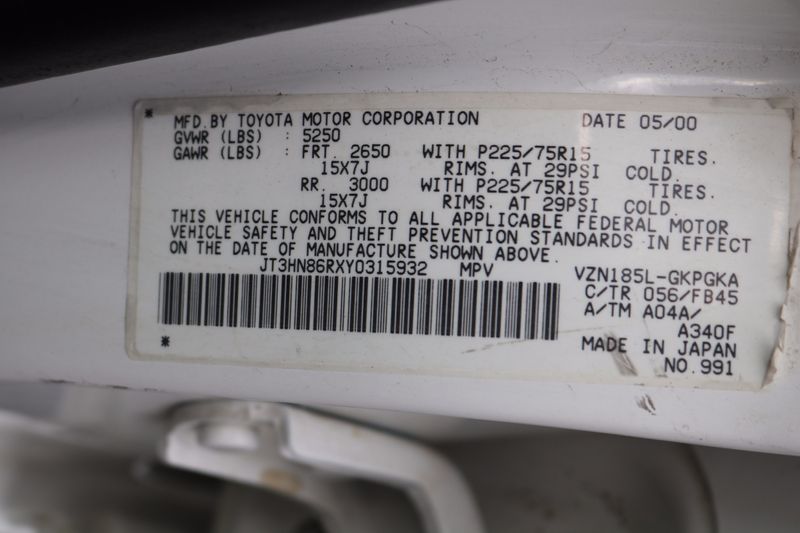 * MFD.BY TOYOTA MOTOR CORPORATION DATE 05/00
GVWR (LBS) : 5250
GAWR (LBS) : FRT. 2650 WITH P225/75R15 TIRES.
15X7J RIMS. AT 29PSI COLD.
RR. 3000 WITH P225/75R15 TIRES.
15X7J RIMS. AT 29PSI COLD.
THIS VEHICLE CONFORMS TO ALL APPLICABLE FEDERAL MOTOR
VEHICLE SAFETY AND THEFT PREVENTION STANDARDS IN EFFECT
ON THE DATE OF MANUFACTURE SHOWN ABOVE.
JT3HN86RXY0315932 MPV VZN185L-GKPGKA
C/TR 056/FB45
A/TM A04A/
A340F
* MADE IN JAPAN
NO.991